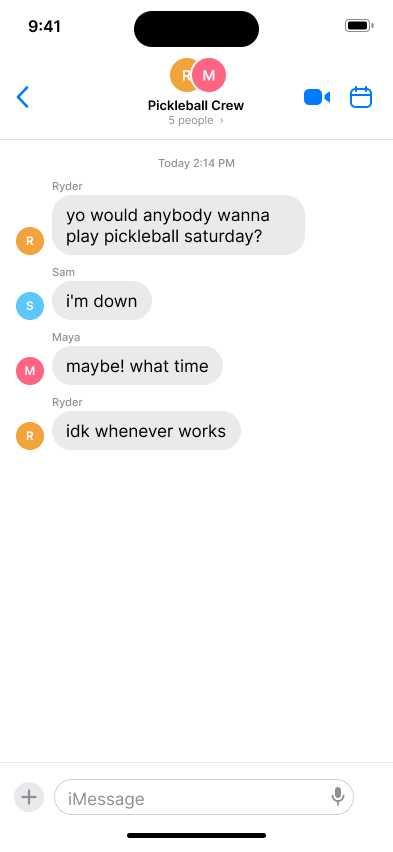 9:41
R M
Pickleball Crew
5 people ›
Today 2:14 PM
Ryder
yo would anybody wanna
play pickleball saturday?
R
Sam
i'm down
S
Maya
maybe! what time
M
Ryder
idk whenever works
R
iMessage